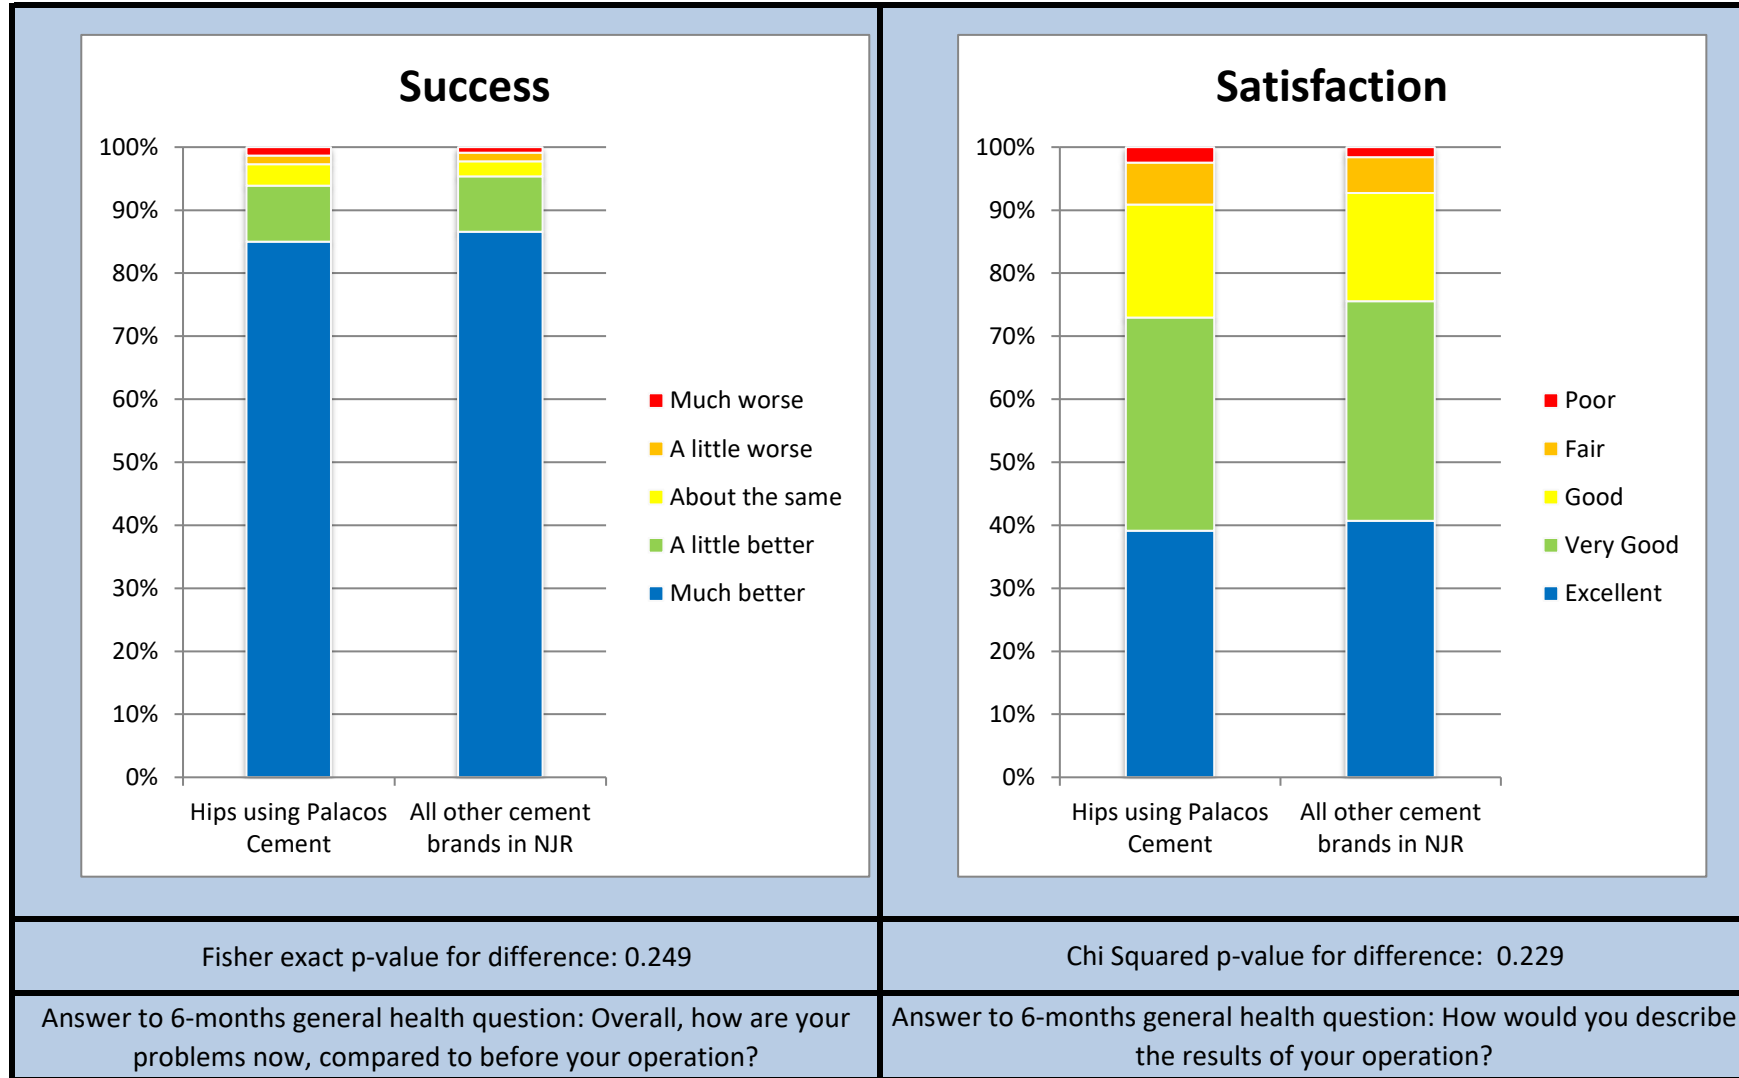 Success
100%
90%
80%
70%
60%
50%
40%
30%
20%
10%
0%
Hips using Palacos
Cement
All other cement
brands in NJR
Much worse
A little worse
About the same
A little better
Much better
Satisfaction
100%
90%
80%
70%
60%
50%
40%
30%
20%
10%
0%
Hips using Palacos
Cement
All other cement
brands in NJR
Poor
Fair
Good
Very Good
Excellent
Fisher exact p-value for difference: 0.249
Chi Squared p-value for difference: 0.229
Answer to 6-months general health question: Overall, how are your
problems now, compared to before your operation?
Answer to 6-months general health question: How would you describe
the results of your operation?